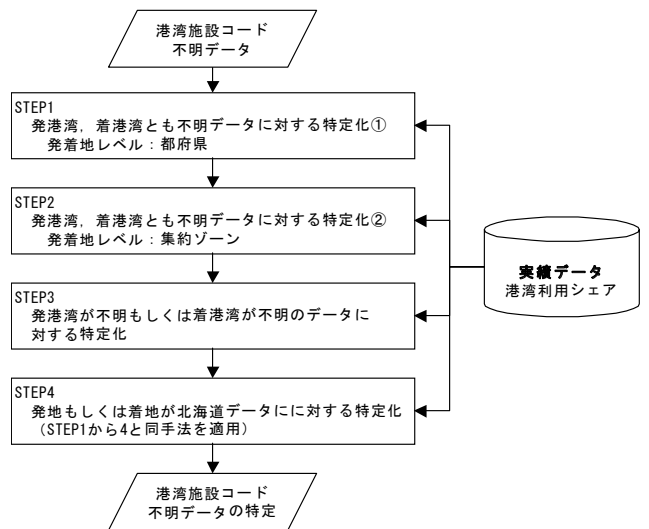 港湾施設コード
不明データ
STEP1
発港湾，着港湾とも不明データに対する特定化①
発着地レベル：都府県
STEP2
発港湾，着港湾とも不明データに対する特定化②
発着地レベル：集約ゾーン
実績データ
港湾利用シェア
STEP3
発港湾が不明もしくは着港湾が不明のデータに
対する特定化
STEP4
発地もしくは着地が北海道データにに対する特定化
（STEP1から4と同手法を適用）
港湾施設コード
不明データの特定